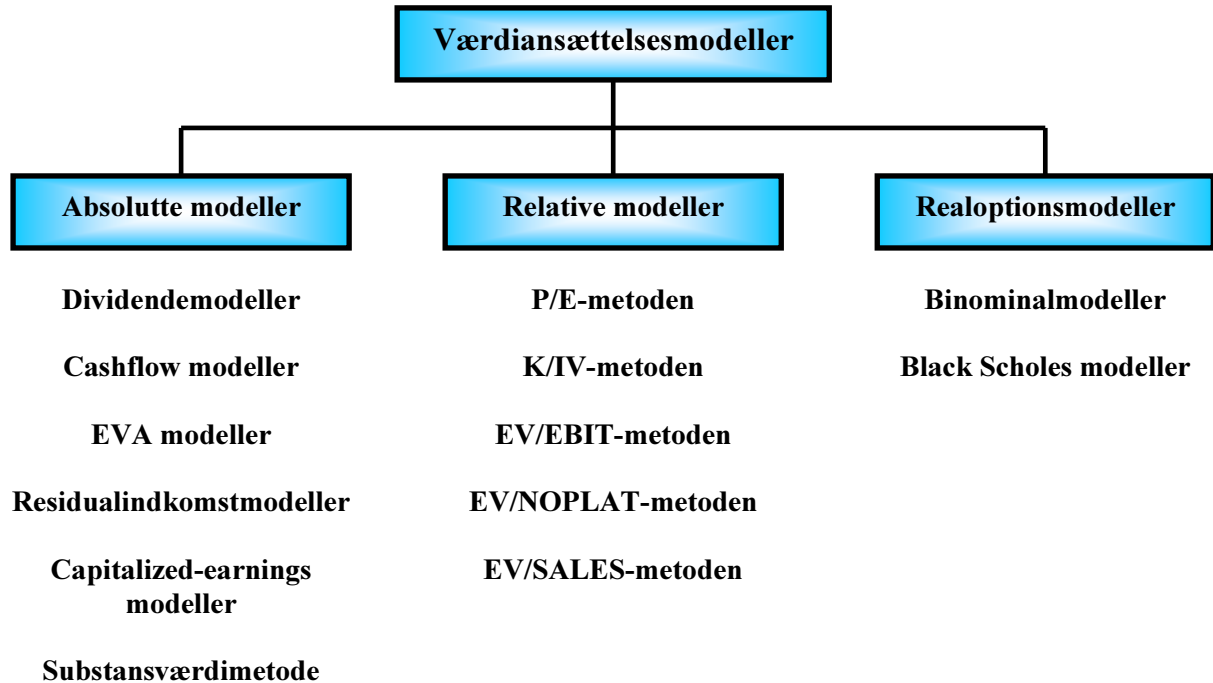 Værdiansættelsesmodeller
Absolutte modeller
Relative modeller
Realoptionsmodeller
Dividendemodeller
P/E-metoden
Binominalmodeller
Cashflow modeller
K/IV-metoden
Black Scholes modeller
EVA modeller
EV/EBIT-metoden
Residualindkomstmodeller
EV/NOPLAT-metoden
Capitalized-earnings
modeller
EV/SALES-metoden
Substansværdimetode